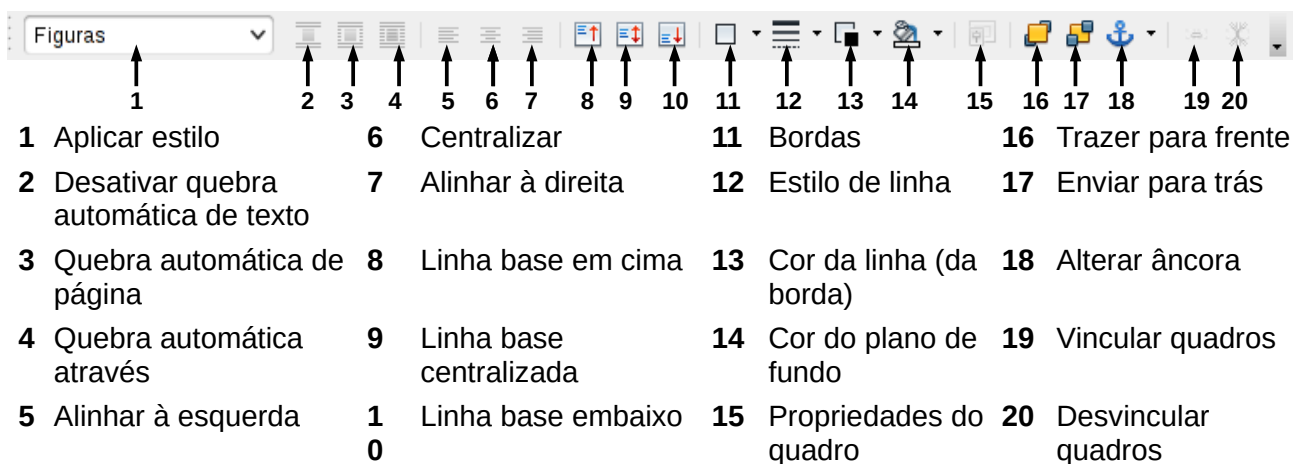 Figuras
1 2 3 4 5 6 7 8 9 10 11 12 13 14 15 16 17 18 19 20
1 Aplicar estilo 6 Centralizar 11 Bordas 16 Trazer para frente
2 Desativar quebra 7 Alinhar à direita 12 Estilo de linha 17 Enviar para trás
automática de texto
3 Quebra automática de 8 Linha base em cima 13 Cor da linha (da 18 Alterar âncora
página borda)
4 Quebra automática 9 Linha base 14 Cor do plano de 19 Vincular quadros
através centralizada fundo
5 Alinhar à esquerda 1 Linha base embaixo 15 Propriedades do 20 Desvincular
0 quadro quadros